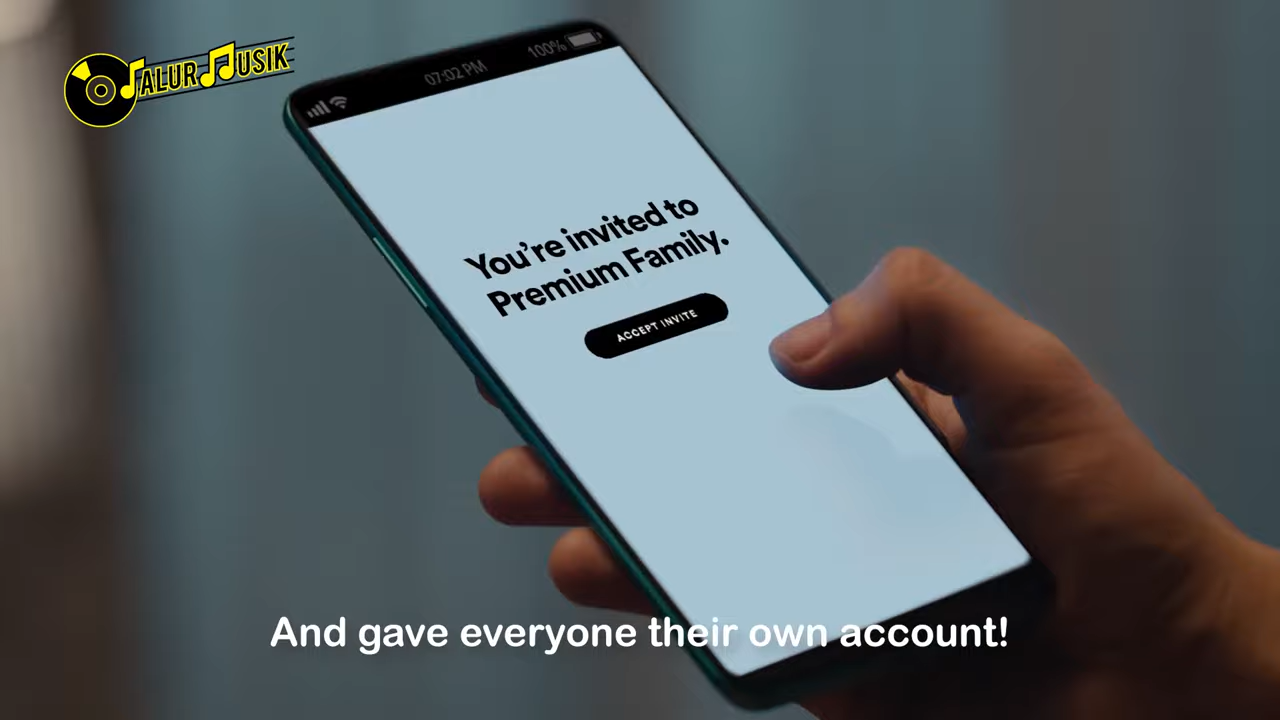 JALUR MUSIK
07:02 PM
100%
You're invited to
Premium Family.
ACCEPT INVITE
And gave everyone their own account!